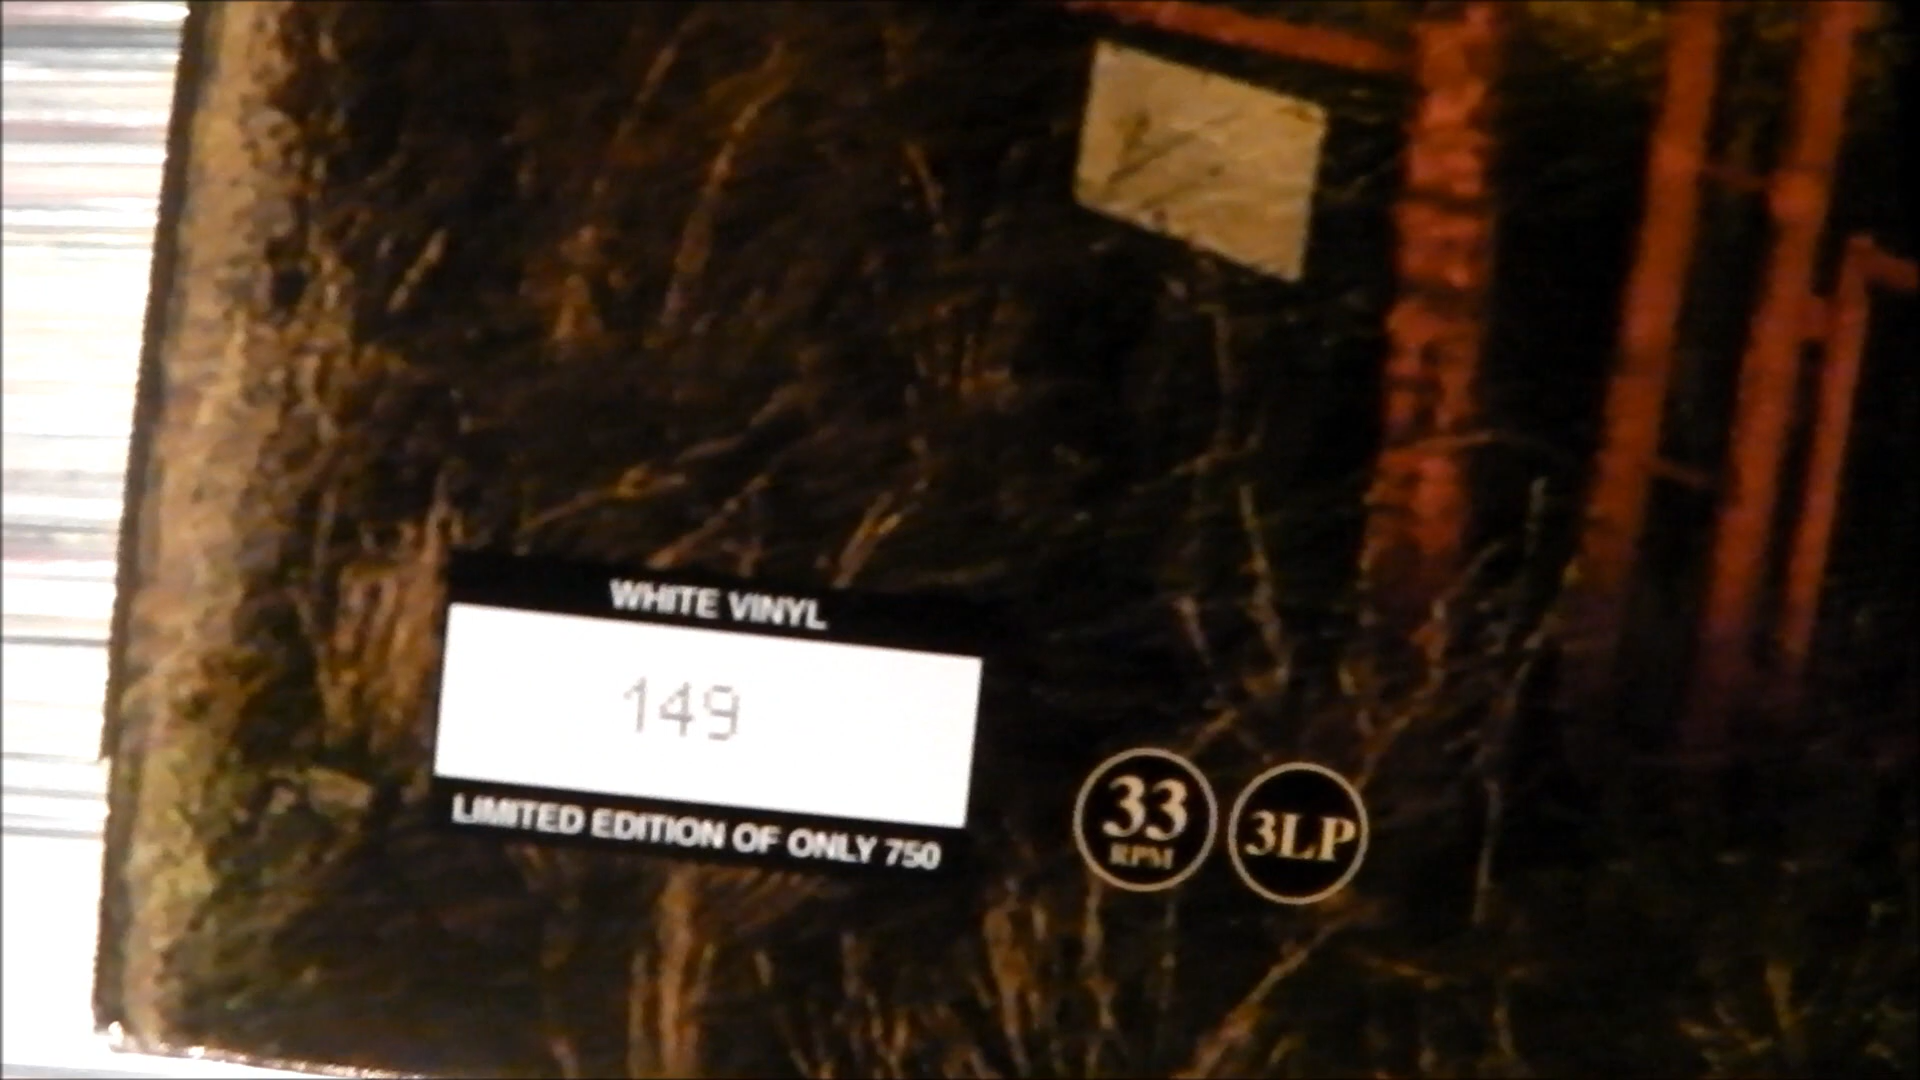 WHITE VINYL
149
LIMITED EDITION OF ONLY 750
33
RPM
3LP